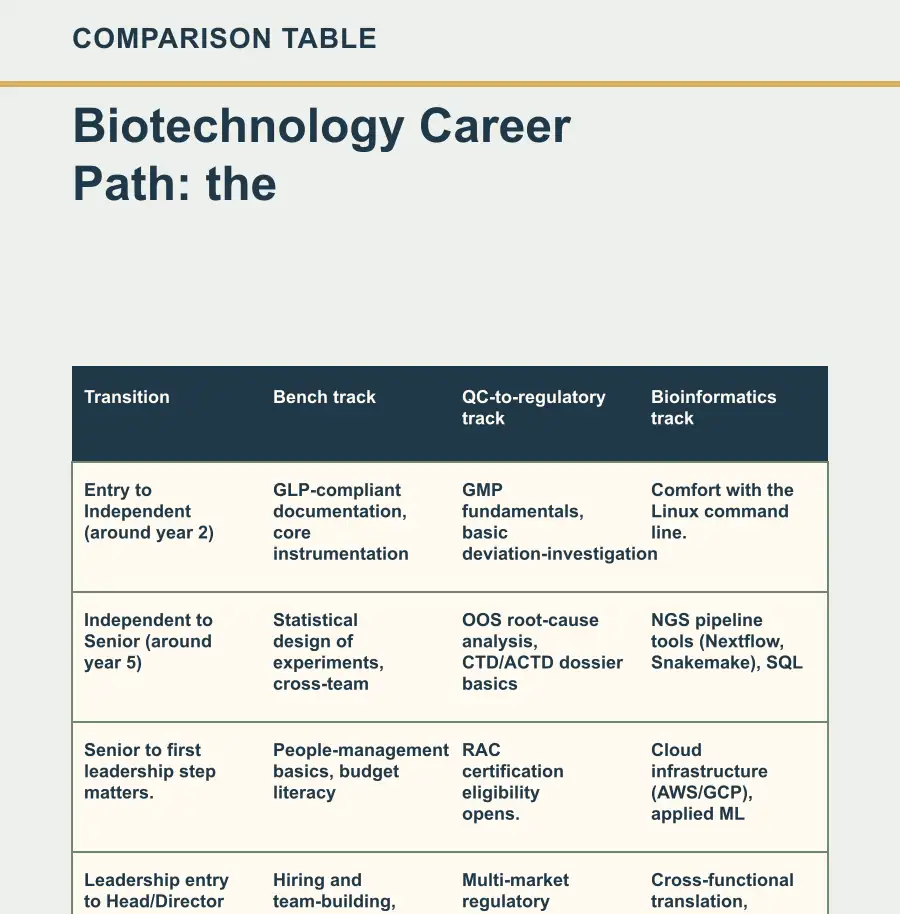 COMPARISON TABLE
Biotechnology Career
Path: the
Transition
Bench track
QC-to-regulatory
track
Bioinformatics
track
Entry to
Independent
(around year 2)
GLP-compliant
documentation,
core
instrumentation
GMP
fundamentals,
basic
deviation-investigation
Comfort with the
Linux command
line.
Independent to
Senior (around
year 5)
Statistical
design of
experiments,
cross-team
OOS root-cause
analysis,
CTD/ACTD dossier
basics
NGS pipeline
tools (Nextflow,
Snakemake), SQL
Senior to first
leadership step
matters.
People-management
basics, budget
literacy
RAC
certification
eligibility
opens.
Cloud
infrastructure
(AWS/GCP),
applied ML
Leadership entry
to Head/Director
Hiring and
team-building,
Multi-market
regulatory
Cross-functional
translation,